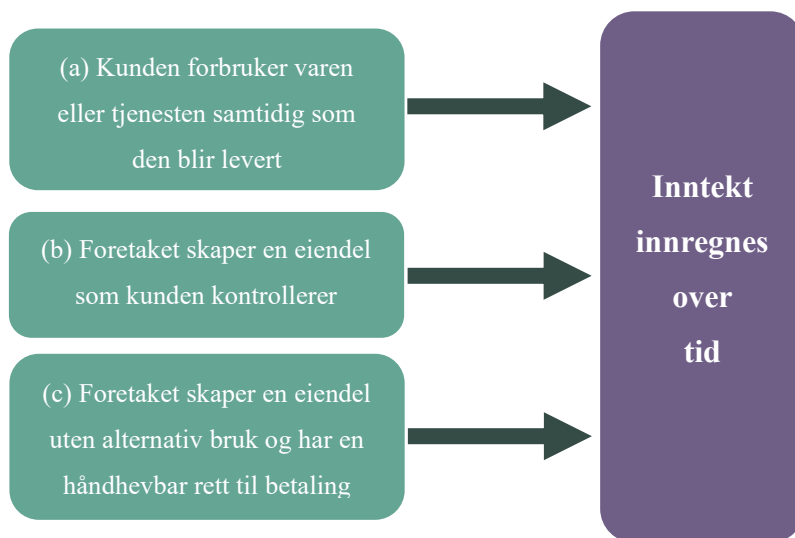 (a) Kunden forbruker varen
eller tjenesten samtidig som
den blir levert
(b) Foretaket skaper en eiendel
som kunden kontrollerer
(c) Foretaket skaper en eiendel
uten alternativ bruk og har en
håndhevbar rett til betaling
Inntekt
innregnes
over
tid